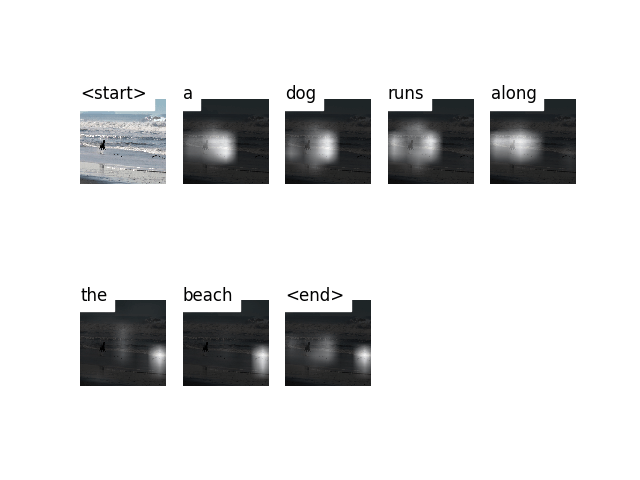 <start> a dog runs along
the beach <end>